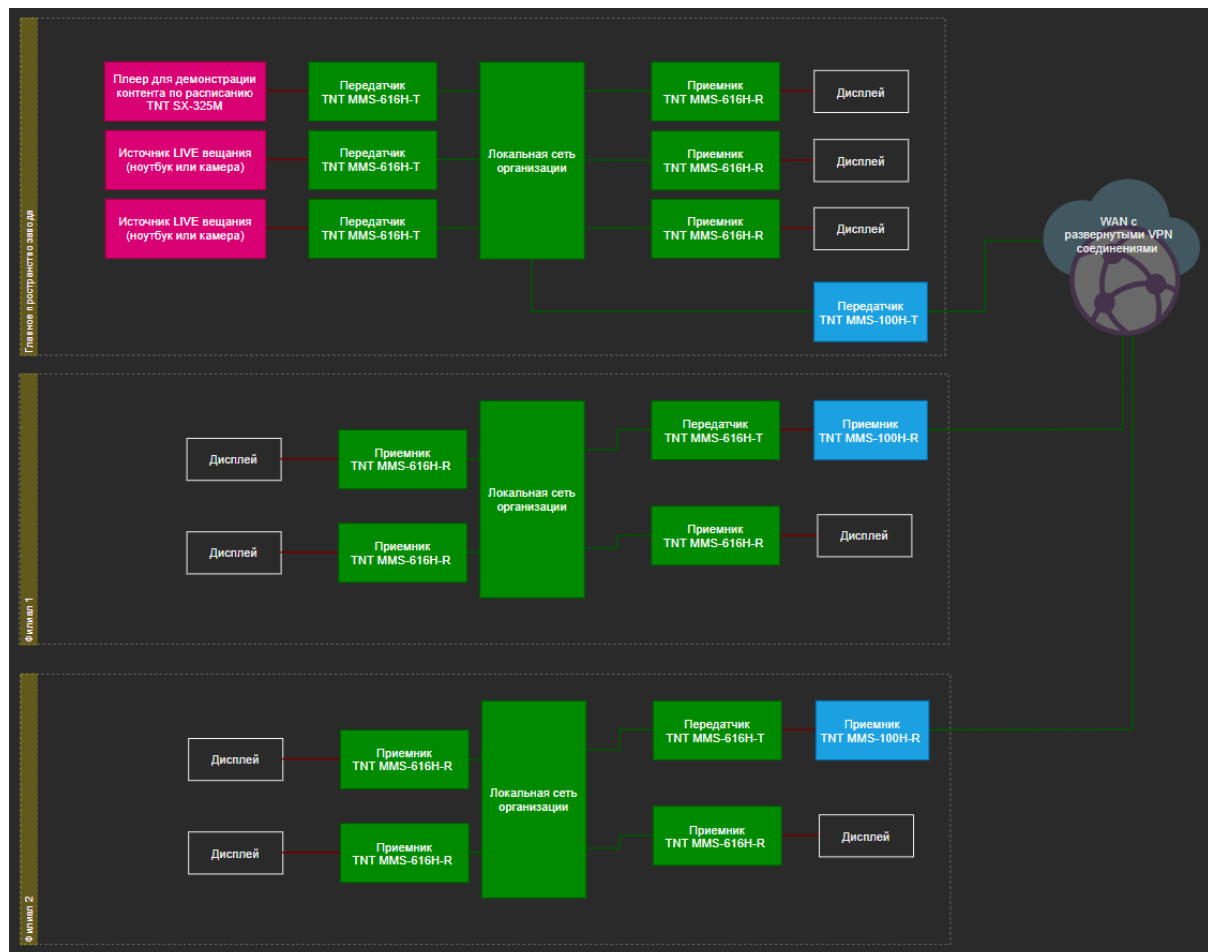 Главное пространство завода
Плеер для демонстрации
контента по расписанию
TNT SX-325M
Передатчик
TNT MMS-616H-T
Локальная сеть
организации
Приемник
TNT MMS-616H-R
Дисплей
Источник LIVE вещания
(ноутбук или камера)
Передатчик
TNT MMS-616H-T
Приемник
TNT MMS-616H-R
Дисплей
Источник LIVE вещания
(ноутбук или камера)
Передатчик
TNT MMS-616H-T
Приемник
TNT MMS-616H-R
Дисплей
Передатчик
TNT MMS-100H-T
WAN с
развернутыми VPN
соединениями
Филиал 1
Дисплей
Приемник
TNT MMS-616H-R
Локальная сеть
организации
Передатчик
TNT MMS-616H-T
Приемник
TNT MMS-100H-R
Дисплей
Приемник
TNT MMS-616H-R
Приемник
TNT MMS-616H-R
Дисплей
Филиал 2
Дисплей
Приемник
TNT MMS-616H-R
Локальная сеть
организации
Передатчик
TNT MMS-616H-T
Приемник
TNT MMS-100H-R
Дисплей
Приемник
TNT MMS-616H-R
Приемник
TNT MMS-616H-R
Дисплей